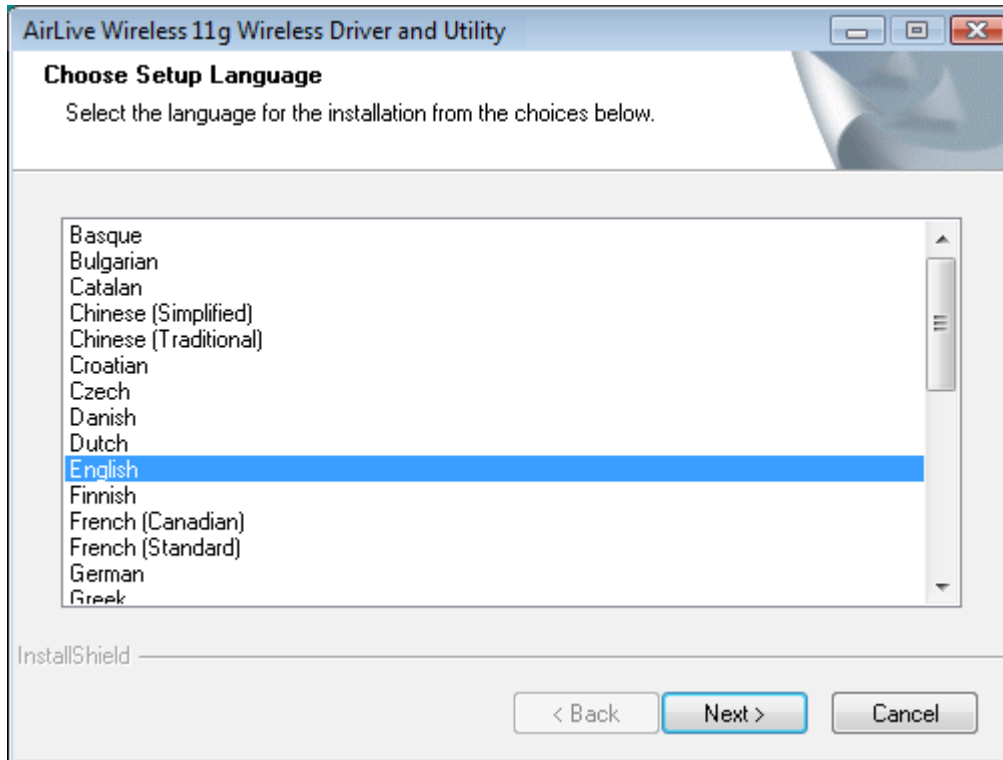 AirLive Wireless 11g Wireless Driver and Utility
Choose Setup Language
Select the language for the installation from the choices below.
Basque
Bulgarian
Catalan
Chinese (Simplified)
Chinese (Traditional)
Croatian
Czech
Danish
Dutch
English
Finnish
French (Canadian)
French (Standard)
German
Greek
InstallShield
< Back
Next >
Cancel